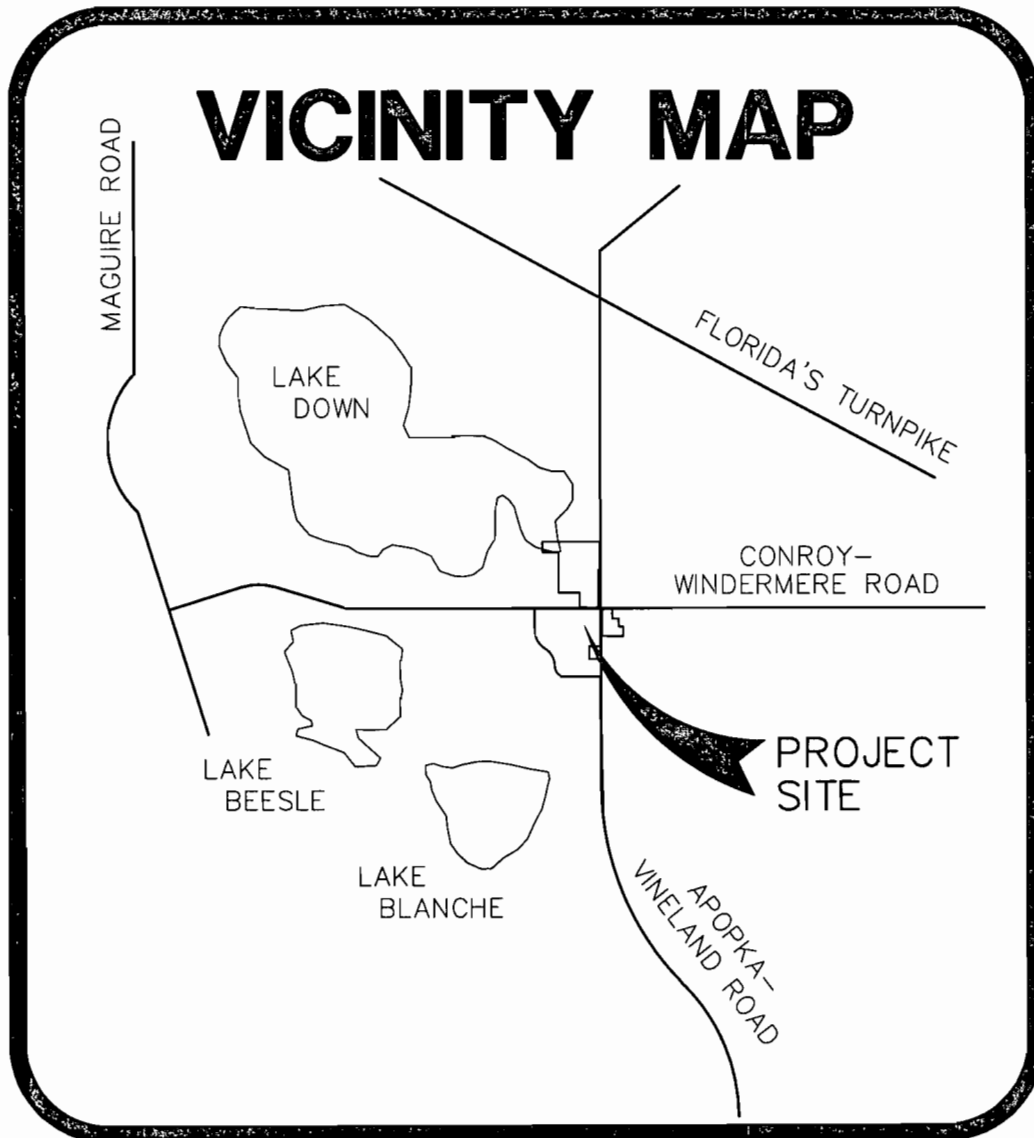 VICINITY MAP
MAGUIRE ROAD
FLORIDA'S TURNPIKE
LAKE
DOWN
CONROY–
WINDERMERE ROAD
PROJECT
SITE
LAKE
BEESLE
LAKE
BLANCHE
APOPKA–
VINELAND ROAD